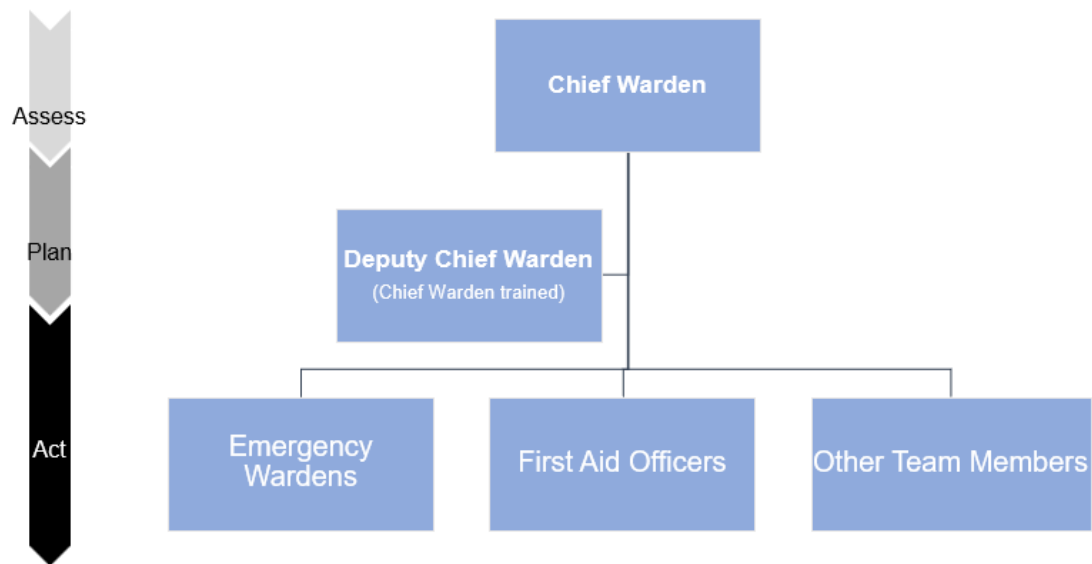 Chief Warden
Assess
Plan
Deputy Chief Warden
(Chief Warden trained)
Act
Emergency
Wardens
First Aid Officers
Other Team Members